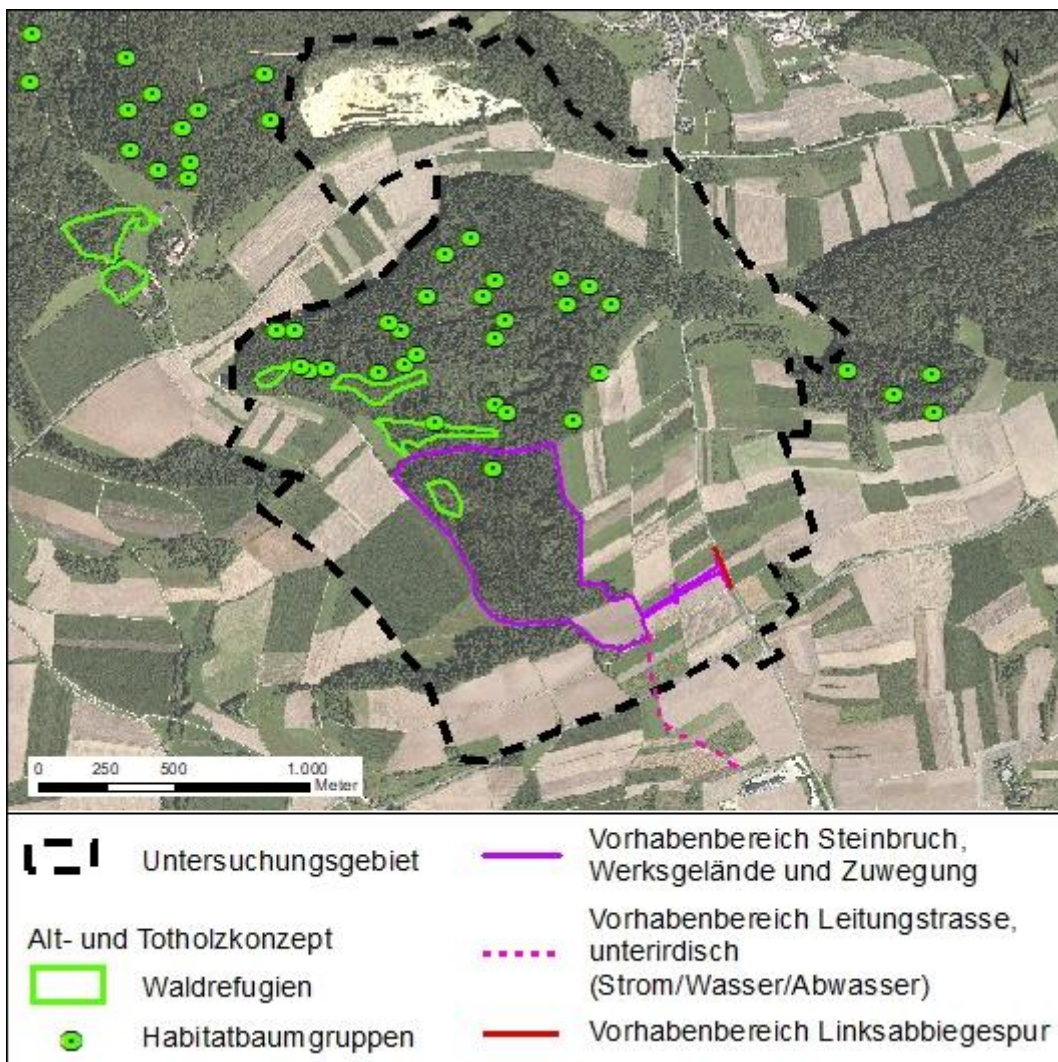 N
0 250 500 1.000
Meter
Untersuchungsgebiet
Alt- und Totholzkonzept
Waldrefugien
Habitatbaumgruppen
Vorhabenbereich Steinbruch,
Werksgelände und Zuwegung
Vorhabenbereich Leitungstrasse,
unterirdisch
(Strom/Wasser/Abwasser)
Vorhabenbereich Linksabbiegespur